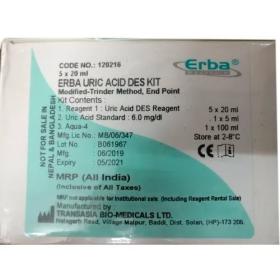 CODE NO.: 120216
Erba®
5 x 20 ml
ERBA URIC ACID DES KIT
Modified-Trinder Method, End Point
Kit Contents :
1. Reagent 1 : Uric Acid DES Reagent 5 x 20 ml
2. Uric Acid Standard : 6.0 mg/dl 1 x 5 ml
3. Aqua-4 1 x 100 ml
Mfg Lic No.: MB/06/347 Store at 2-8°C
Lot No. : B061967
Mfg. : 06/2019
Expiry : 05/2021
NOT FOR SALE IN
NEPAL & BANGLADESH
MRP (All India)
(Inclusive of All Taxes)
MRP not applicable for Institutional sale (Including Reagent Rental Sale)
Manufactured by :
TRANSASIA BIO-MEDICALS LTD.
Nalagarh Road, Village Malpur, Baddi, Dist. Solan, (HP)-173 205.